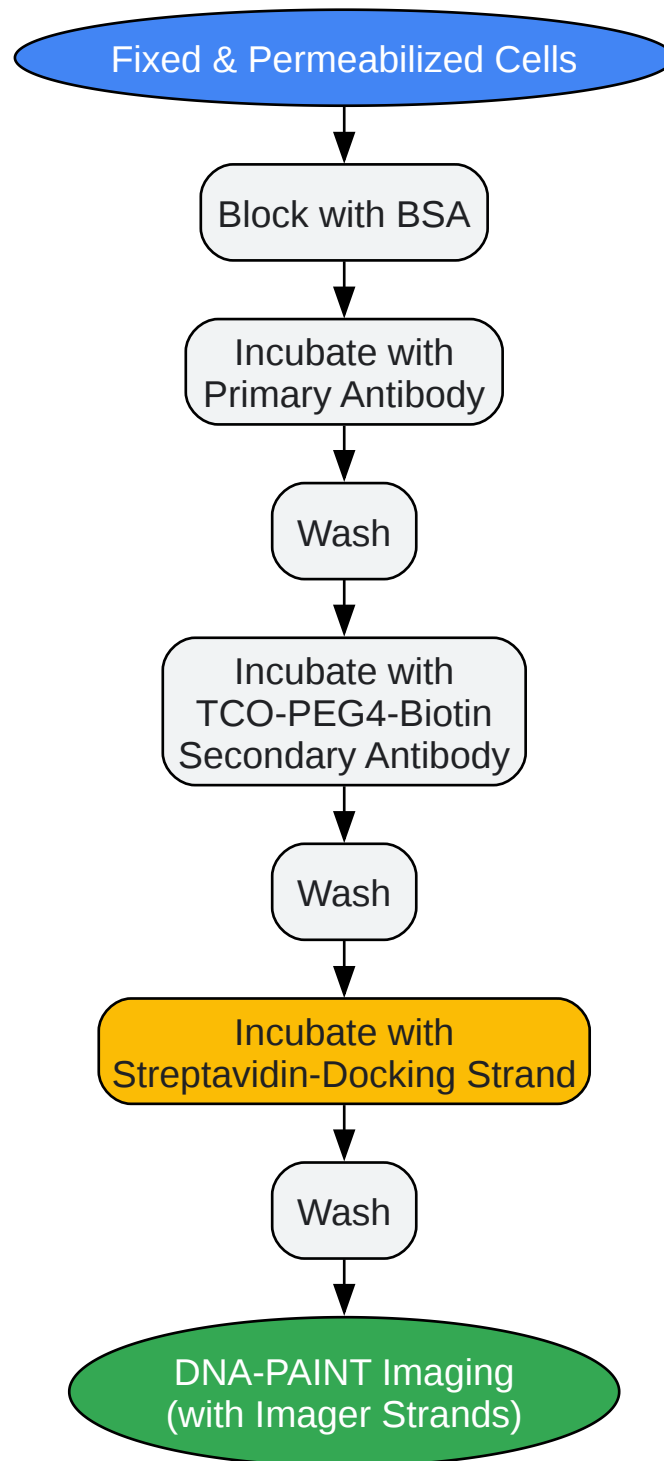 Fixed & Permeabilized Cells
Block with BSA
Incubate with
Primary Antibody
Wash
Incubate with
TCO-PEG4-Biotin
Secondary Antibody
Wash
Incubate with
Streptavidin-Docking Strand
Wash
DNA-PAINT Imaging
(with Imager Strands)